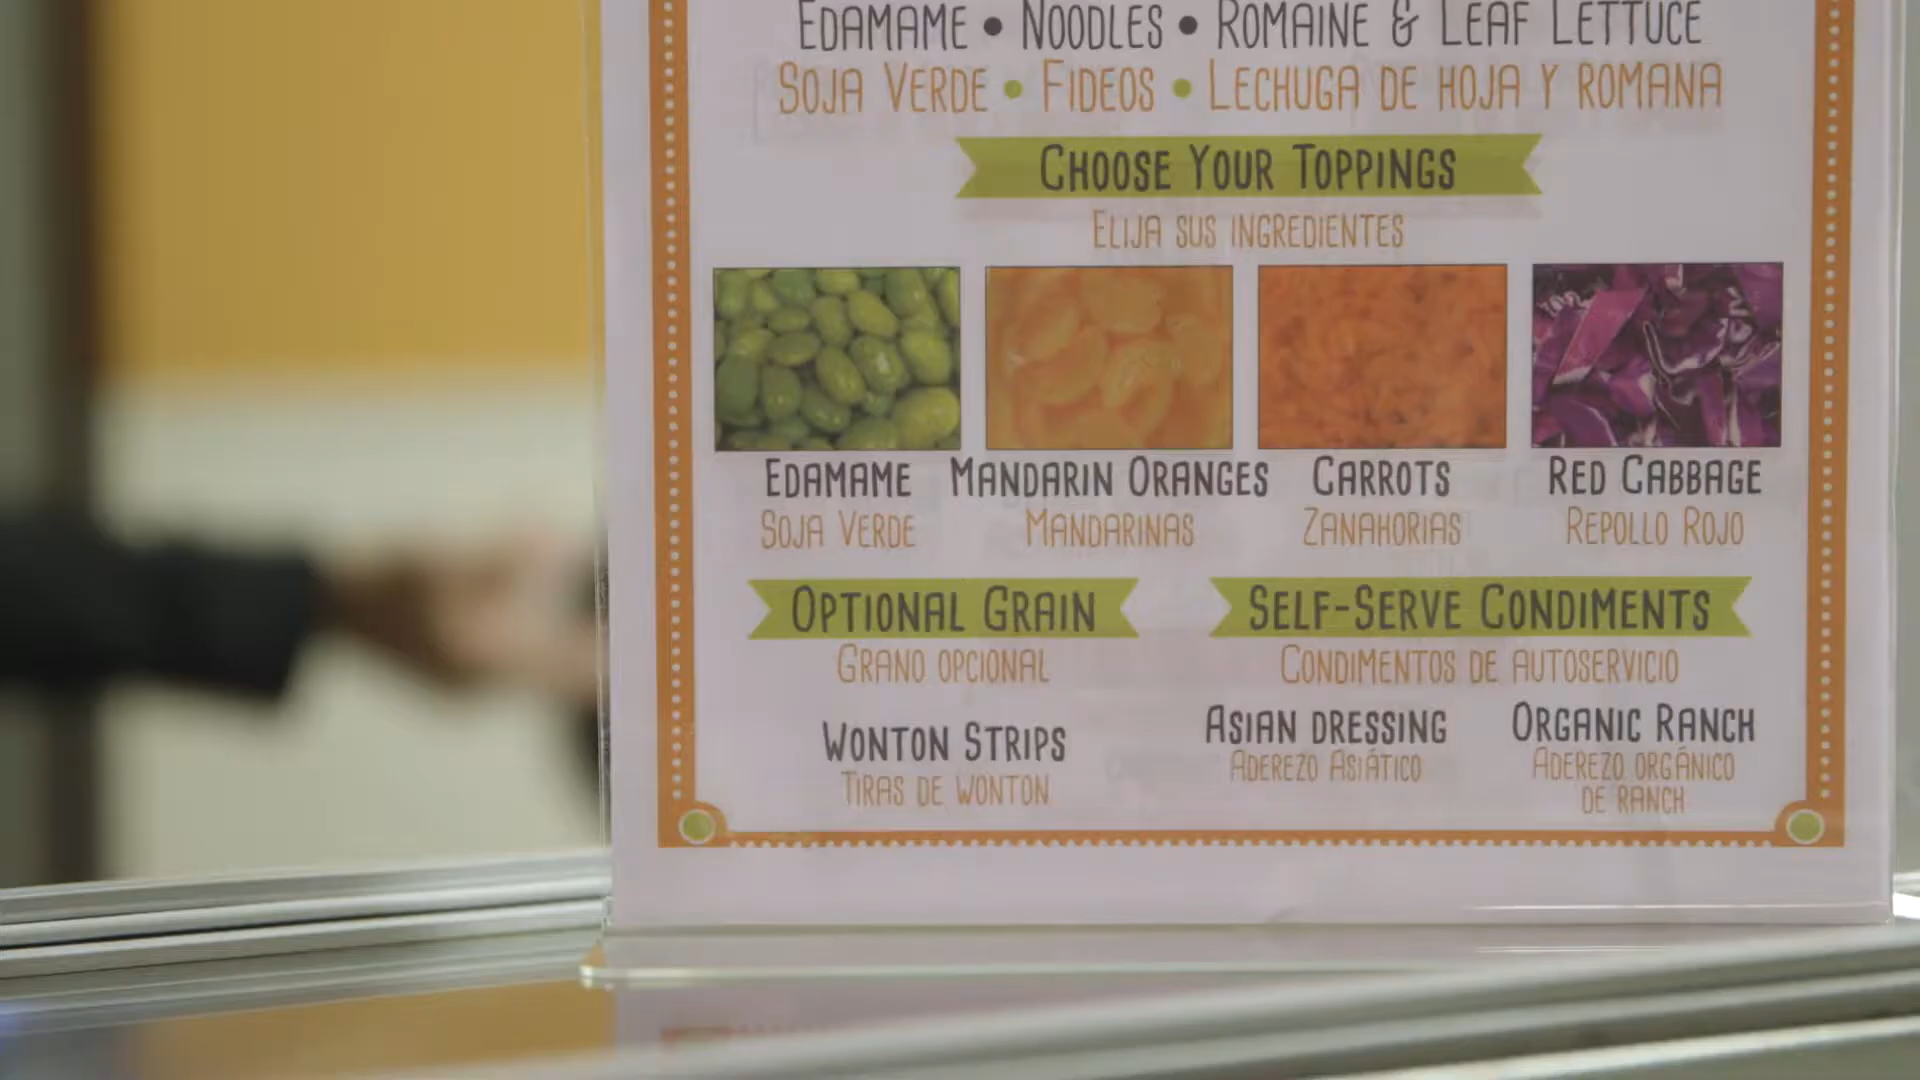 EDAMAME • NOODLES • ROMAINE & LEAF LETTUCE
SOJA VERDE • FIDEOS • LECHUGA DE HOJA Y ROMANA
CHOOSE YOUR TOPPINGS
ELIJA SUS INGREDIENTES
EDAMAME MANDARIN ORANGES CARROTS RED CABBAGE
SOJA VERDE MANDARINAS ZANAHORIAS REPOLLO ROJO
OPTIONAL GRAIN
GRANO OPCIONAL
WONTON STRIPS
TIRAS DE WONTON
SELF-SERVE CONDIMENTS
CONDIMENTOS DE AUTOSERVICIO
ASIAN DRESSING
ADEREZO ASIÁTICO
ORGANIC RANCH
ADEREZO ORGÁNICO
DE RANCH